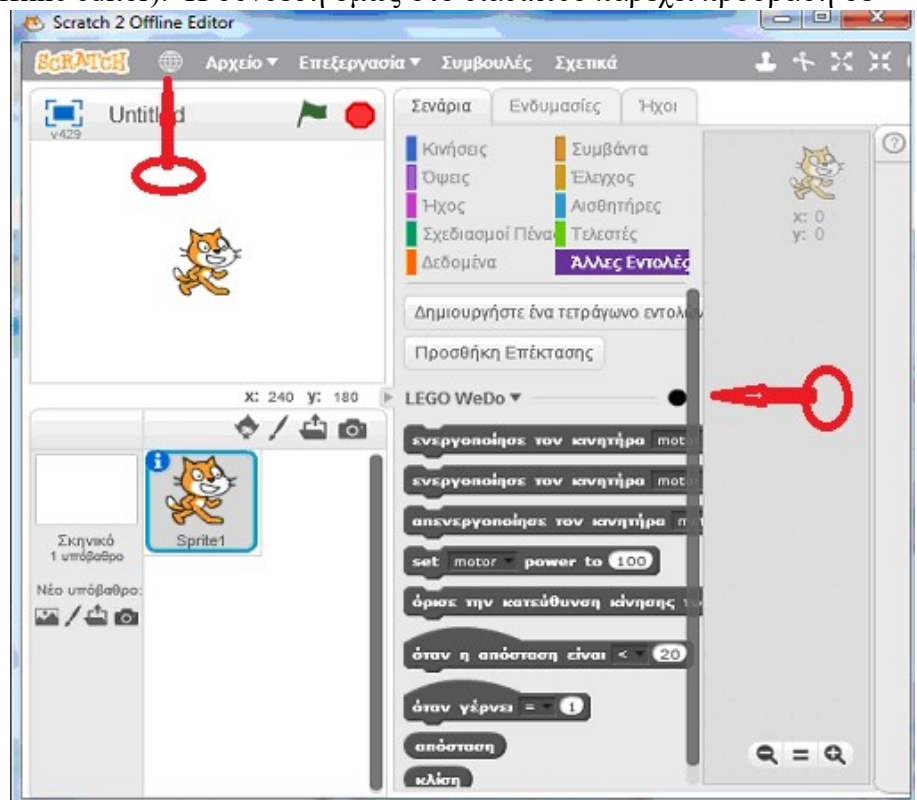 Scratch 2 Offline Editor
SCRATCH Αρχείο Επεξεργασία Συμβουλές Σχετικά
Untitled
v429
Σενάρια Ενδυμασίες Ήχοι
Κινήσεις Συμβάντα
Όψεις Έλεγχος
Ήχος Αισθητήρες
Σχεδιασμοί Πένας Τελεστές
Δεδομένα Άλλες Εντολές
x: 0
y: 0
Δημιουργήστε ένα τετράγωνο εντολών
Προσθήκη Επέκτασης
X: 240 y: 180
LEGO WeDo
ενεργοποίησε τον κινητήρα motor
ενεργοποίησε τον κινητήρα mot
απενεργοποίησε τον κινητήρα m
set motor power to 100
όρισε την κατεύθυνση κίνησης
όταν η απόσταση είναι < 20
όταν γέρνει = 1
απόσταση
κλίση
Σκηνικό
1 υπόβαθρο
Sprite1
Νέο υπόβαθρο: